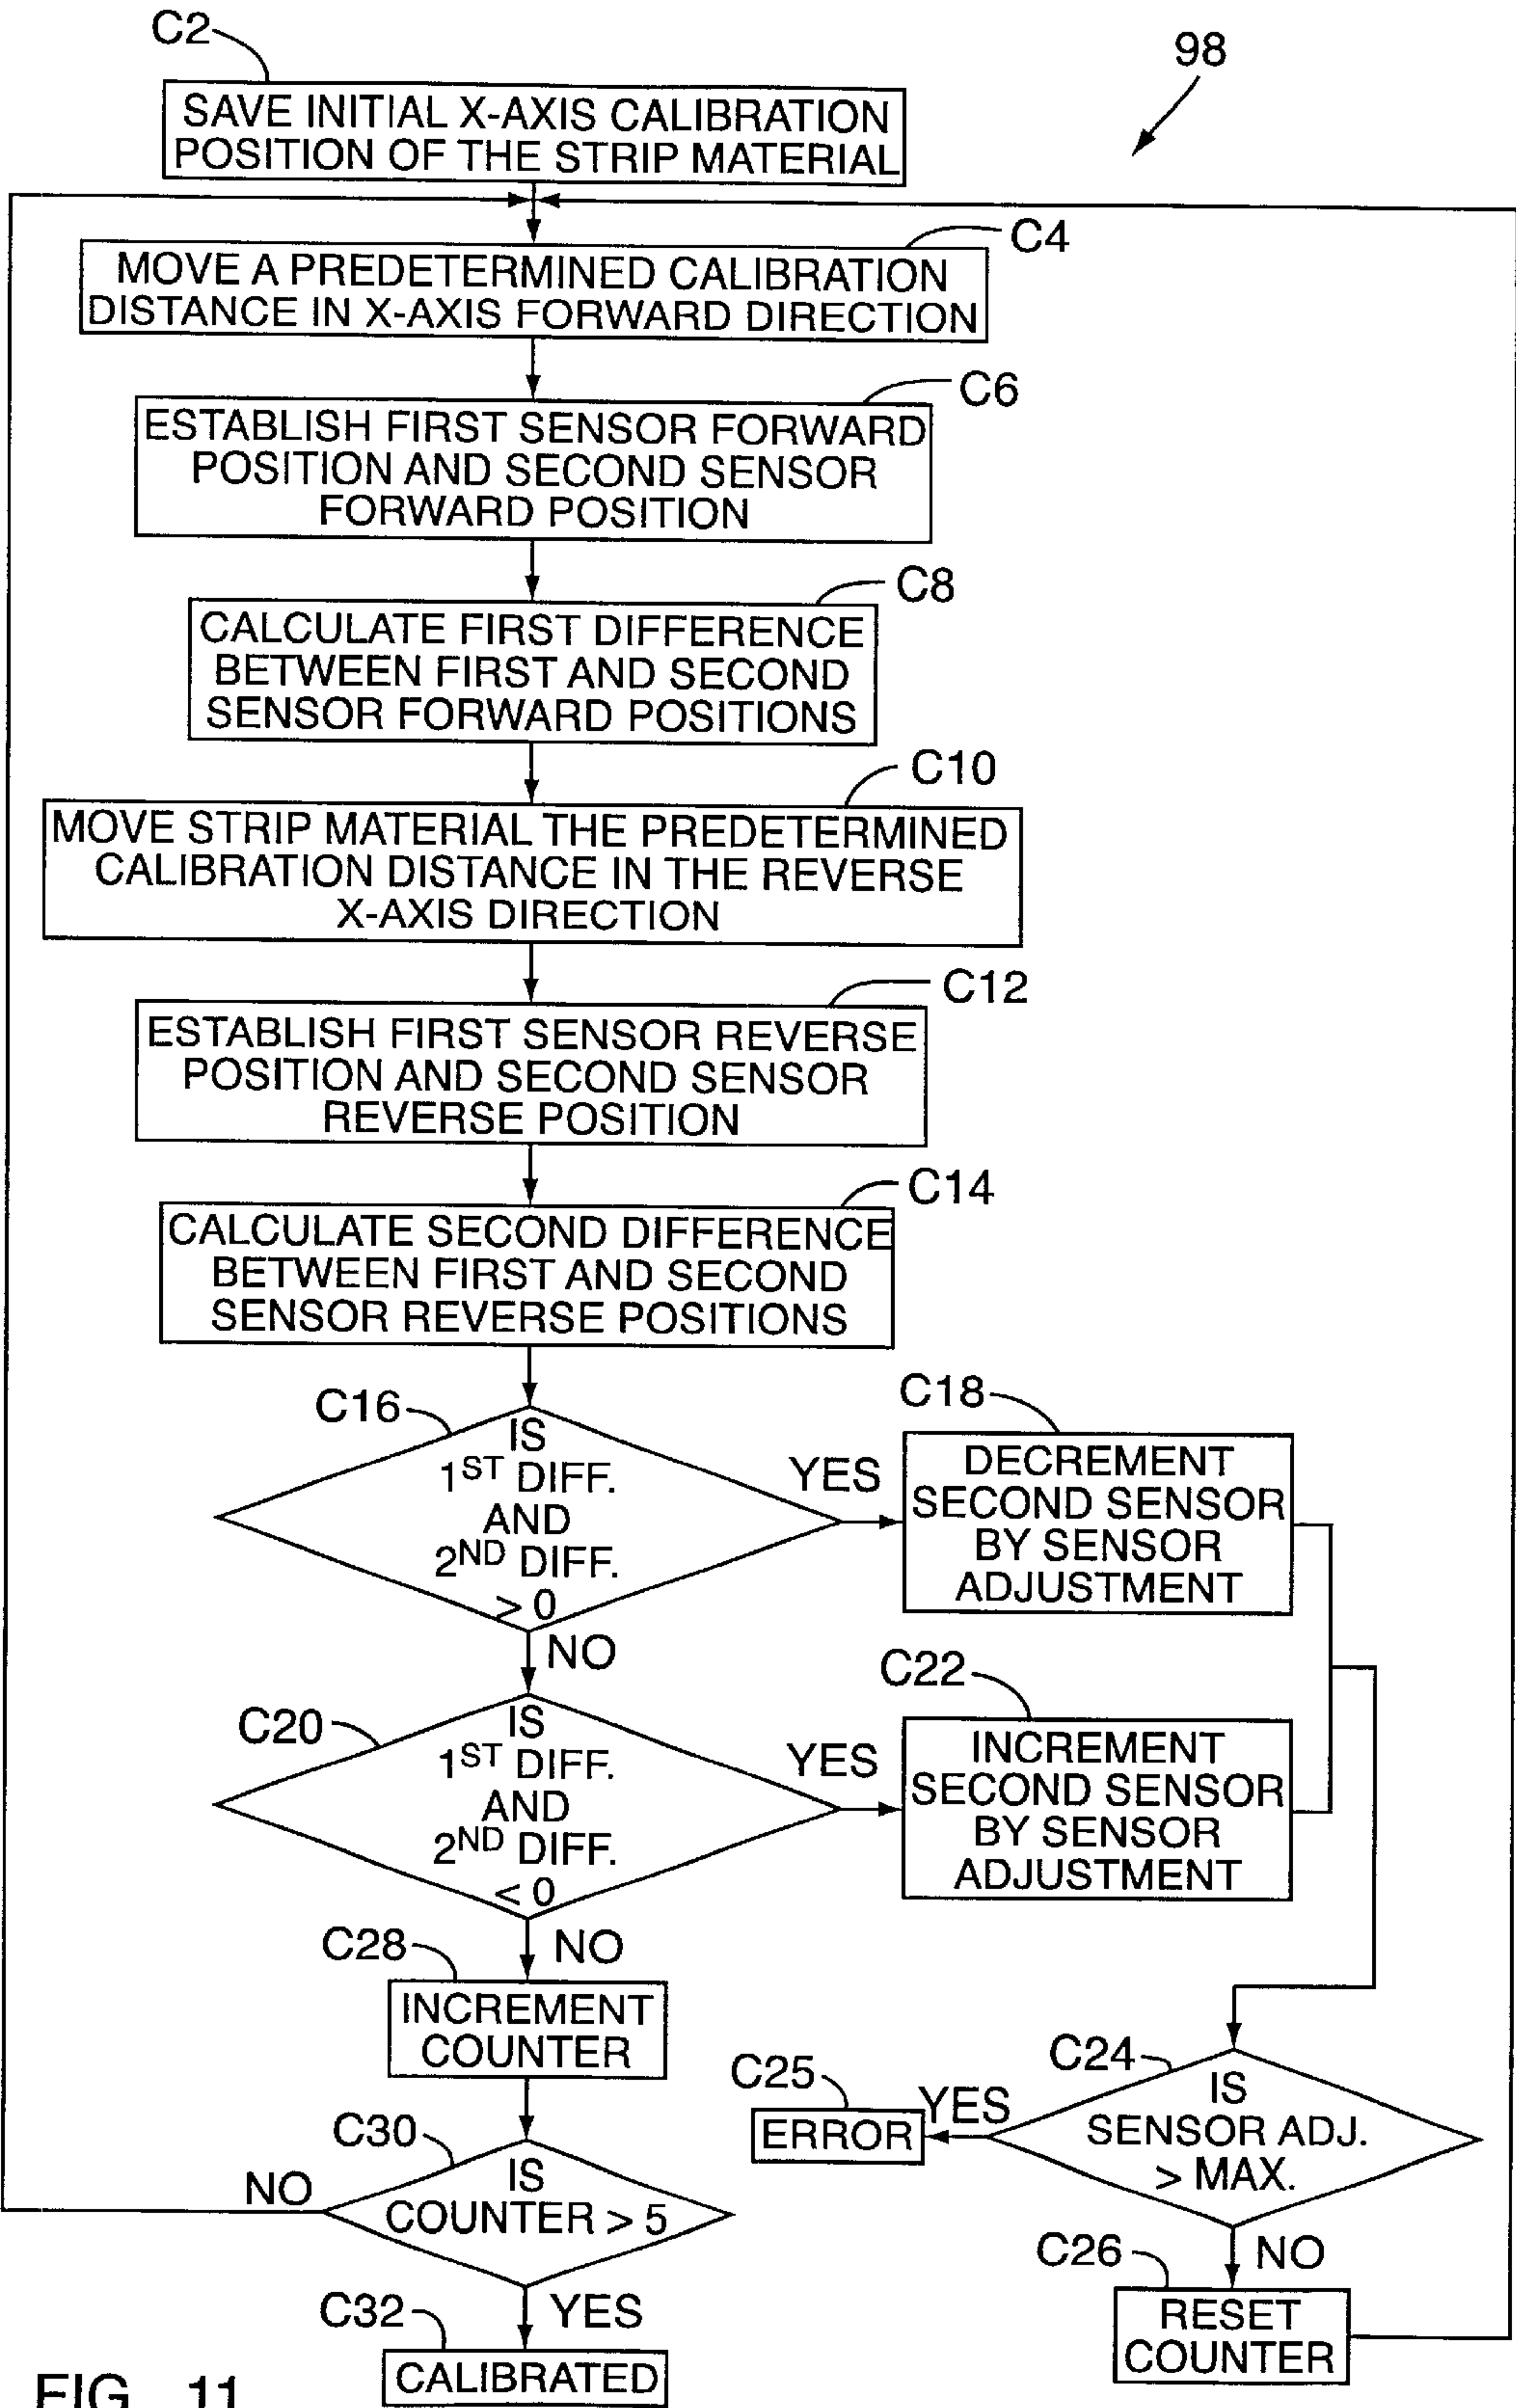 C2
98
SAVE INITIAL X-AXIS CALIBRATION
POSITION OF THE STRIP MATERIAL
C4
MOVE A PREDETERMINED CALIBRATION
DISTANCE IN X-AXIS FORWARD DIRECTION
C6
ESTABLISH FIRST SENSOR FORWARD
POSITION AND SECOND SENSOR
FORWARD POSITION
C8
CALCULATE FIRST DIFFERENCE
BETWEEN FIRST AND SECOND
SENSOR FORWARD POSITIONS
C10
MOVE STRIP MATERIAL THE PREDETERMINED
CALIBRATION DISTANCE IN THE REVERSE
X-AXIS DIRECTION
C12
ESTABLISH FIRST SENSOR REVERSE
POSITION AND SECOND SENSOR
REVERSE POSITION
C14
CALCULATE SECOND DIFFERENCE
BETWEEN FIRST AND SECOND
SENSOR REVERSE POSITIONS
C16
IS
1ST DIFF.
AND
2ND DIFF.
> 0
YES
C18
DECREMENT
SECOND SENSOR
BY SENSOR
ADJUSTMENT
NO
C20
IS
1ST DIFF.
AND
2ND DIFF.
< 0
YES
C22
INCREMENT
SECOND SENSOR
BY SENSOR
ADJUSTMENT
NO
C28
INCREMENT
COUNTER
C24
IS
SENSOR ADJ.
> MAX.
YES
C25
ERROR
C30
IS
COUNTER > 5
NO
NO
C26
RESET
COUNTER
YES
C32
CALIBRATED
FIG. 11